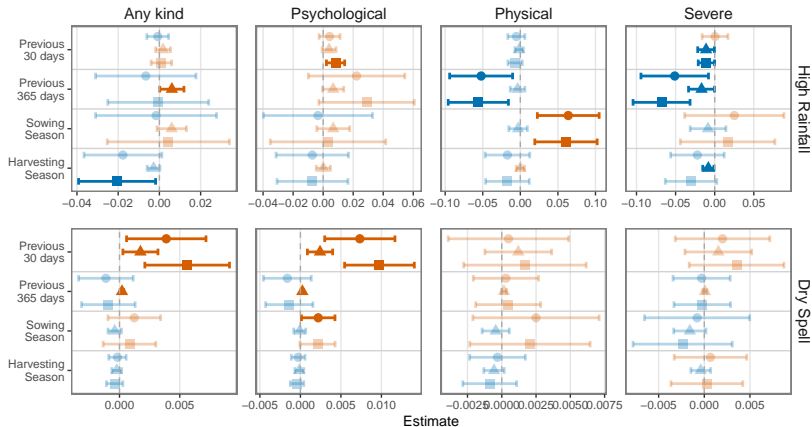 Any kind Psychological Physical Severe
Previous
30 days
Previous
365 days
Sowing
Season
Harvesting
Season
High Rainfall
−0.04 −0.02 0.00 0.02 −0.04 −0.02 0.00 0.02 0.04 0.06 −0.10 −0.05 0.00 0.05 0.10 −0.10 −0.05 0.00 0.05
Previous
30 days
Previous
365 days
Sowing
Season
Harvesting
Season
Dry Spell
0.000 0.005 −0.005 0.000 0.005 0.010 −0.0025 0.0000 0.0025 0.0050 0.0075 −0.005 0.000 0.005
Estimate